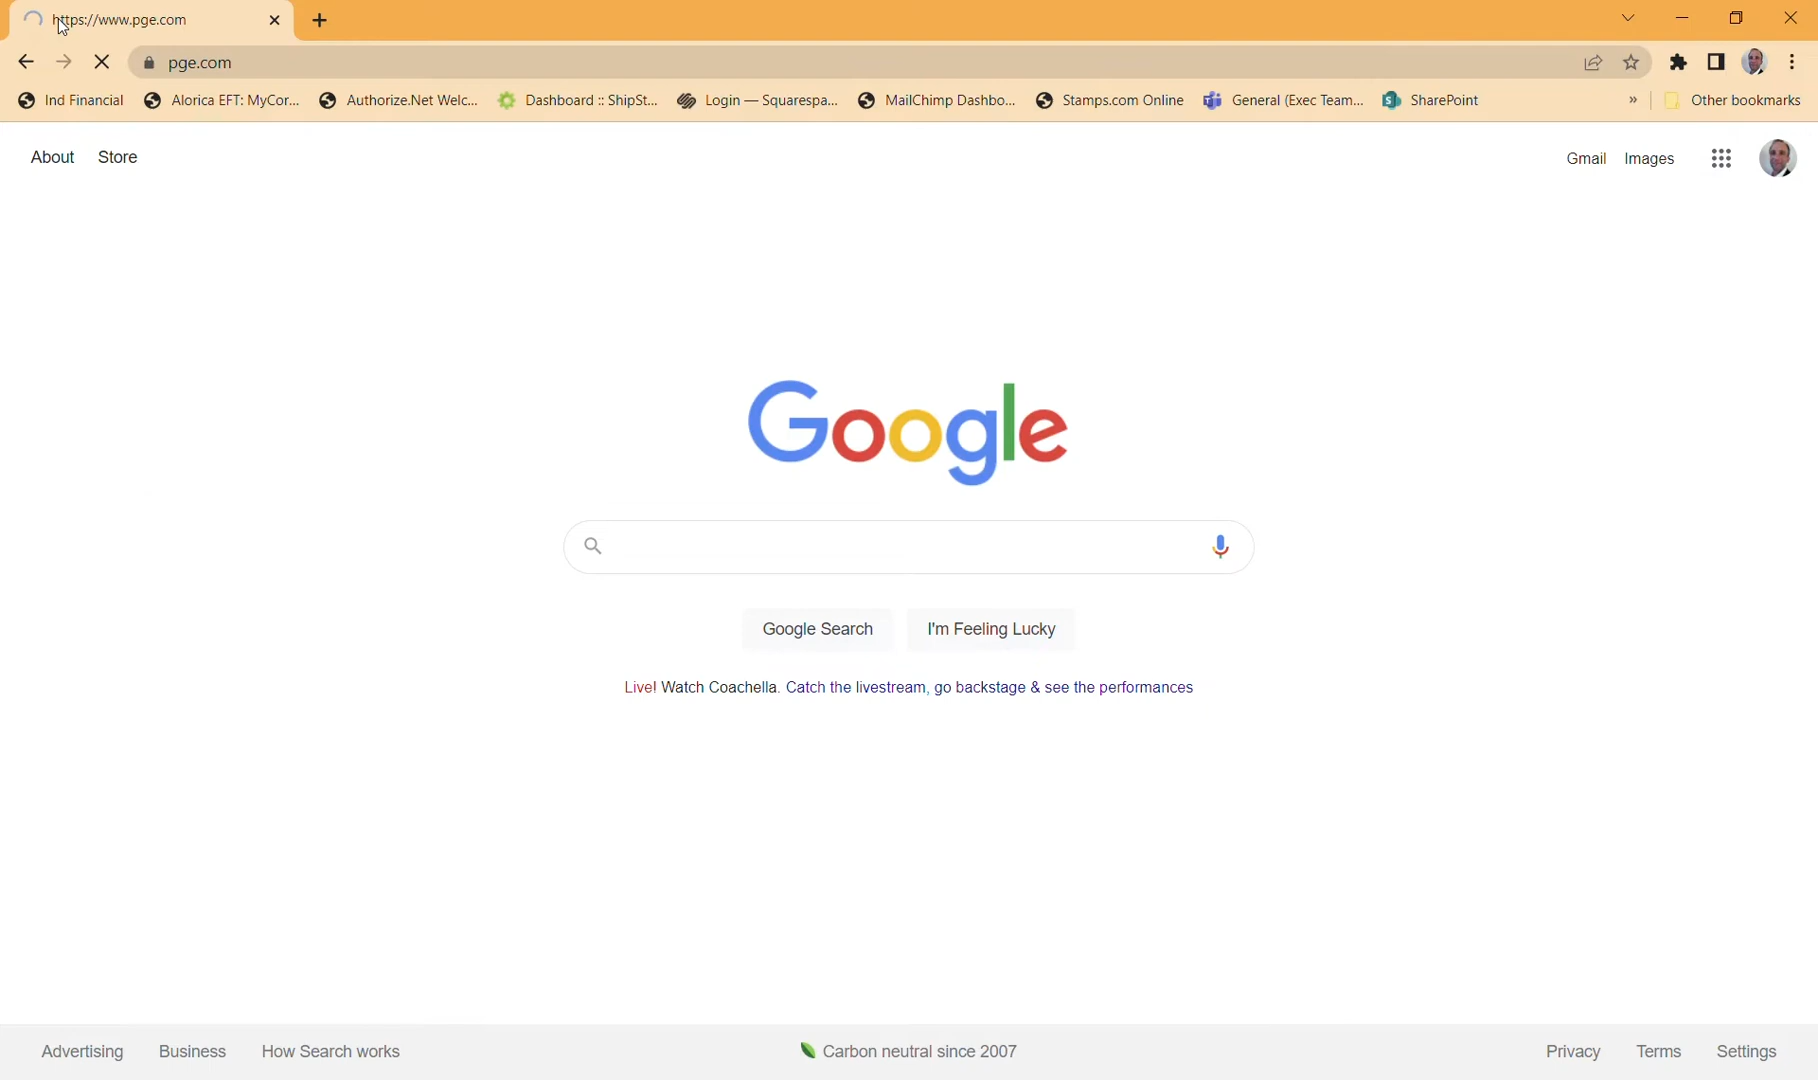 https://www.pge.com
pge.com
Ind Financial
Alorica EFT: MyCor...
Authorize.Net Welc...
Dashboard :: ShipSt...
Login — Squarespa...
MailChimp Dashbo...
Stamps.com Online
General (Exec Team...
SharePoint
»
Other bookmarks
About Store
Gmail Images
Google
Google Search
I'm Feeling Lucky
Live! Watch Coachella. Catch the livestream, go backstage & see the performances
Advertising Business How Search works
Carbon neutral since 2007
Privacy Terms Settings